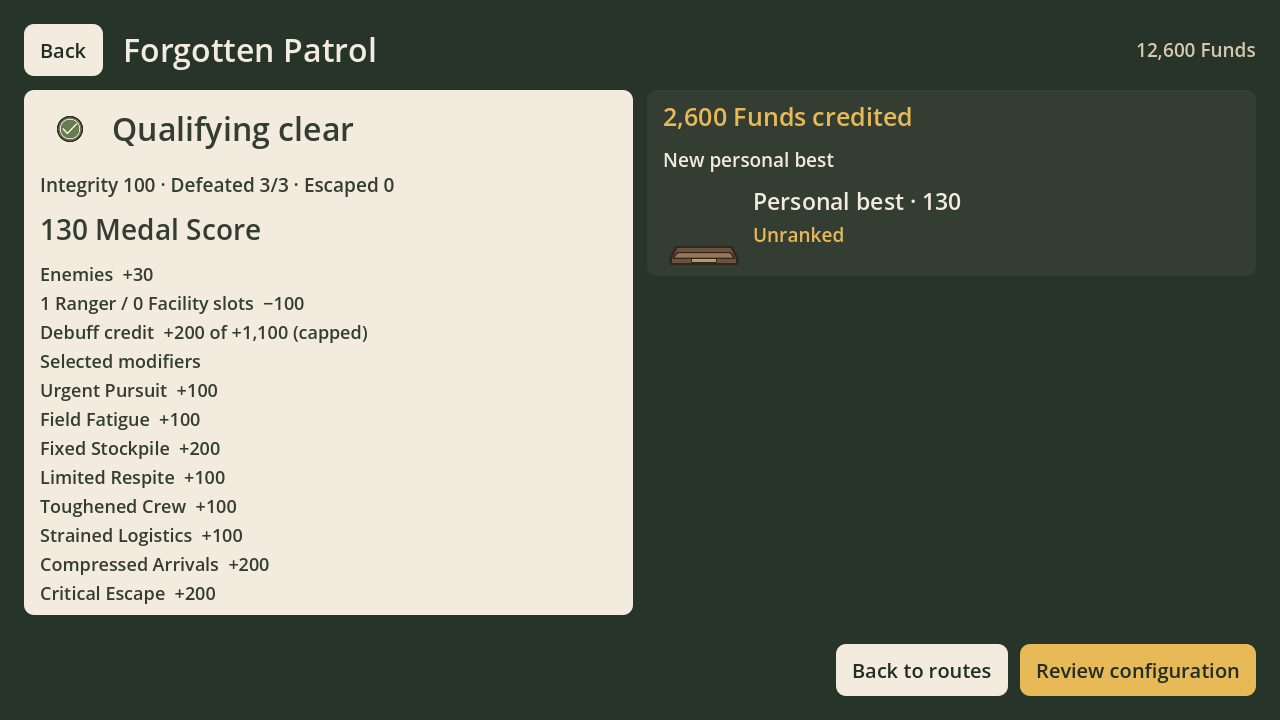 Back
Forgotten Patrol
12,600 Funds
Qualifying clear
Integrity 100 · Defeated 3/3 · Escaped 0
130 Medal Score
Enemies +30
1 Ranger / 0 Facility slots −100
Debuff credit +200 of +1,100 (capped)
Selected modifiers
Urgent Pursuit +100
Field Fatigue +100
Fixed Stockpile +200
Limited Respite +100
Toughened Crew +100
Strained Logistics +100
Compressed Arrivals +200
Critical Escape +200
2,600 Funds credited
New personal best
Personal best · 130
Unranked
Back to routes
Review configuration